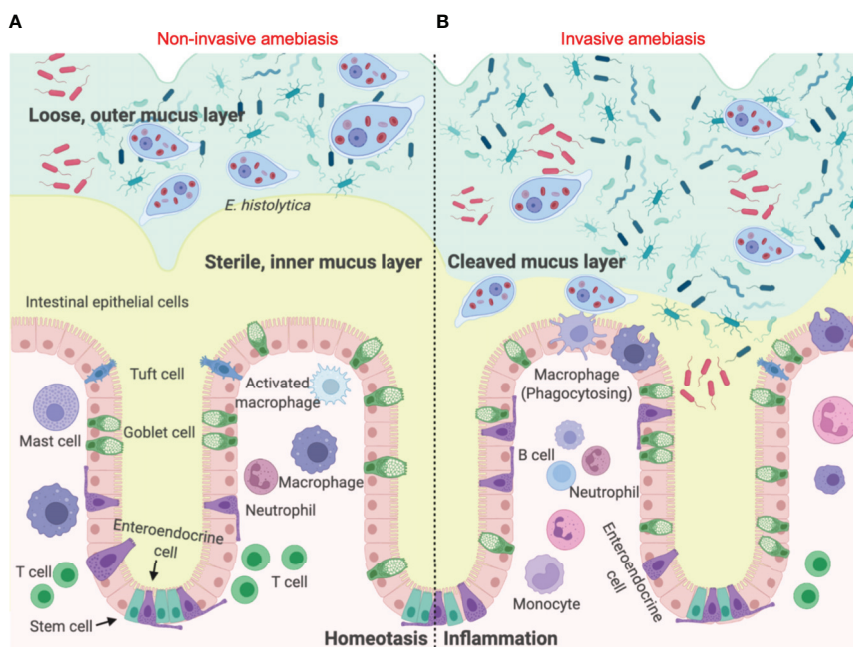 A
B
Non-invasive amebiasis
Invasive amebiasis
Loose, outer mucus layer
E. histolytica
Sterile, inner mucus layer
Cleaved mucus layer
Intestinal epithelial cells
Tuft cell
Activated
macrophage
Macrophage
(Phagocytosing)
Mast cell
Goblet cell
Macrophage
B cell
Neutrophil
Neutrophil
Enteroendocrine
cell
Enteroendocrine
cell
T cell
T cell
Monocyte
Stem cell
Homeotasis
Inflammation